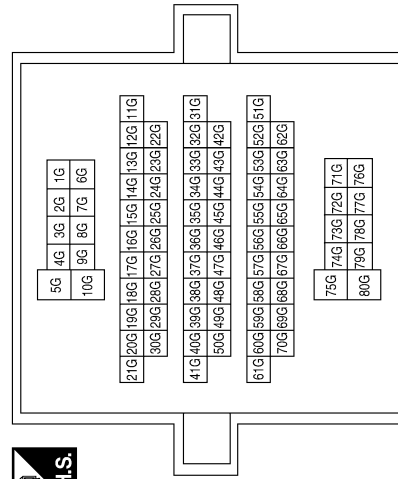 H.S.
5G 4G 3G 2G 1G
10G 9G 8G 7G 6G
21G 20G 19G 18G 17G 16G 15G 14G 13G 12G 11G
30G 29G 28G 27G 26G 25G 24G 23G 22G
41G 40G 39G 38G 37G 36G 35G 34G 33G 32G 31G
50G 49G 48G 47G 46G 45G 44G 43G 42G
61G 60G 59G 58G 57G 56G 55G 54G 53G 52G 51G
70G 69G 68G 67G 66G 65G 64G 63G 62G
75G 74G 73G 72G 71G
80G 79G 78G 77G 76G